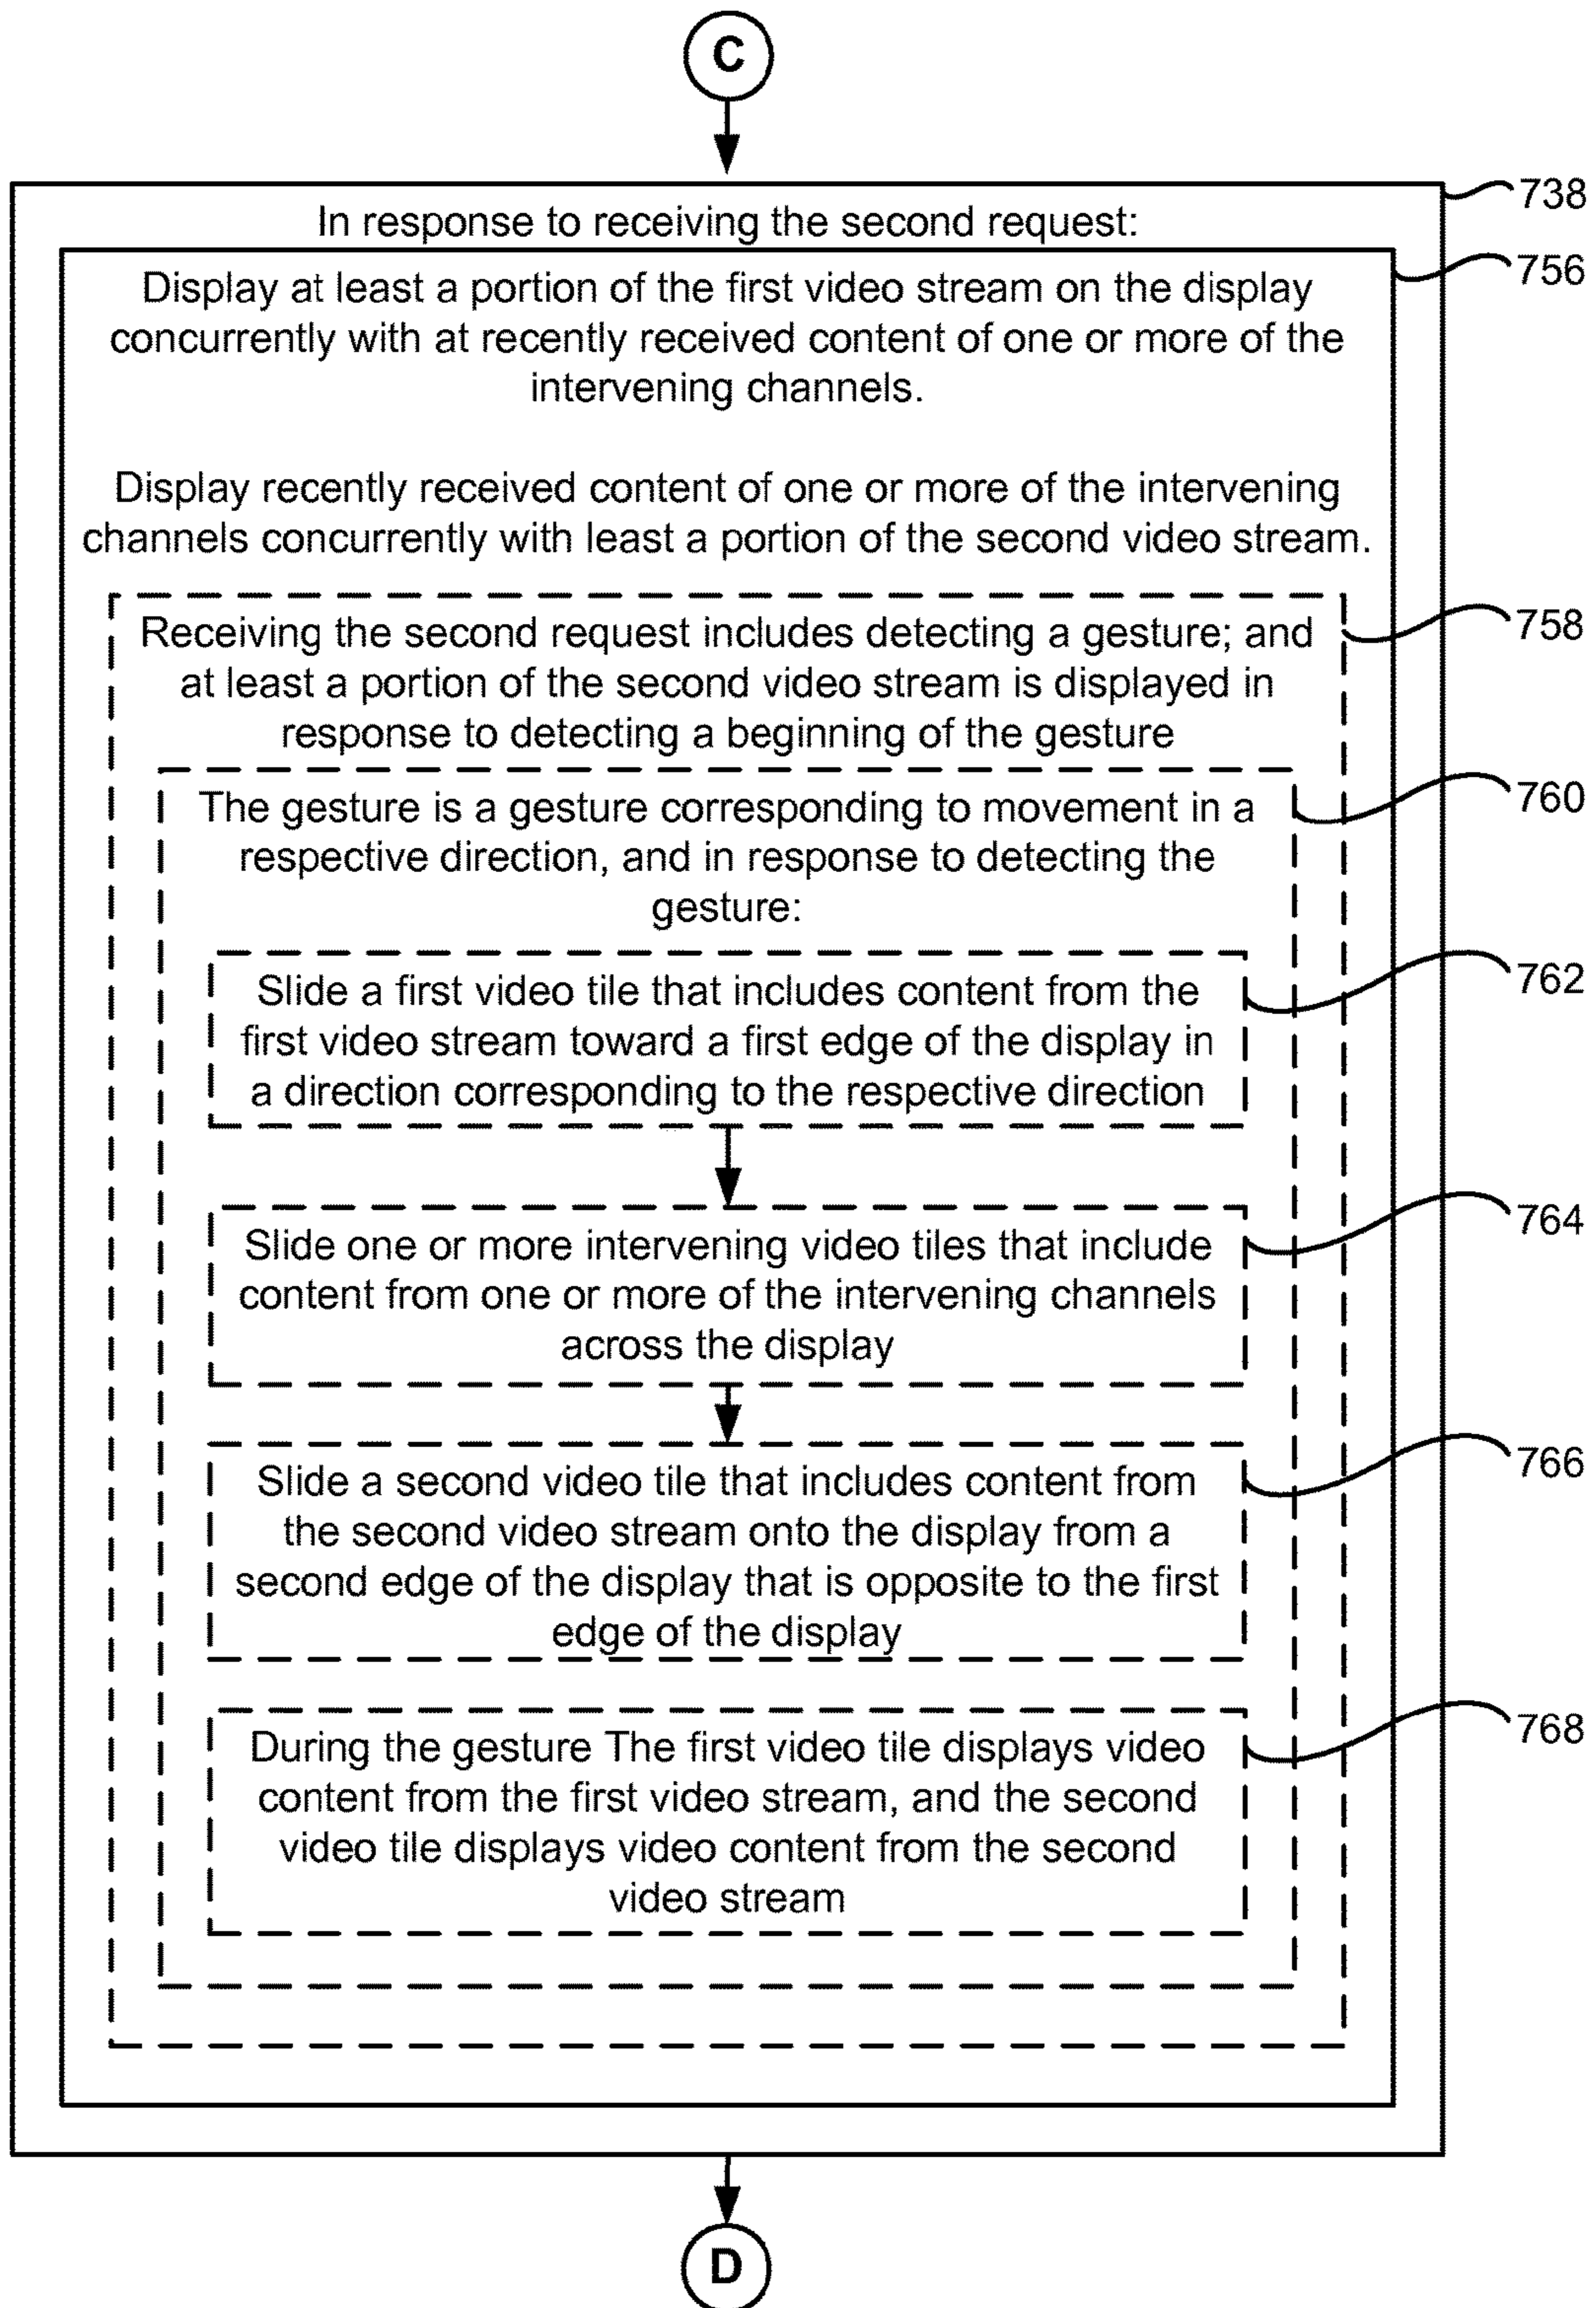 C
738
In response to receiving the second request:
756
Display at least a portion of the first video stream on the display
concurrently with at recently received content of one or more of the
intervening channels.
Display recently received content of one or more of the intervening
channels concurrently with least a portion of the second video stream.
758
Receiving the second request includes detecting a gesture; and
at least a portion of the second video stream is displayed in
response to detecting a beginning of the gesture
760
The gesture is a gesture corresponding to movement in a
respective direction, and in response to detecting the
gesture:
762
Slide a first video tile that includes content from the
first video stream toward a first edge of the display in
a direction corresponding to the respective direction
764
Slide one or more intervening video tiles that include
content from one or more of the intervening channels
across the display
766
Slide a second video tile that includes content from
the second video stream onto the display from a
second edge of the display that is opposite to the first
edge of the display
768
During the gesture The first video tile displays video
content from the first video stream, and the second
video tile displays video content from the second
video stream
D